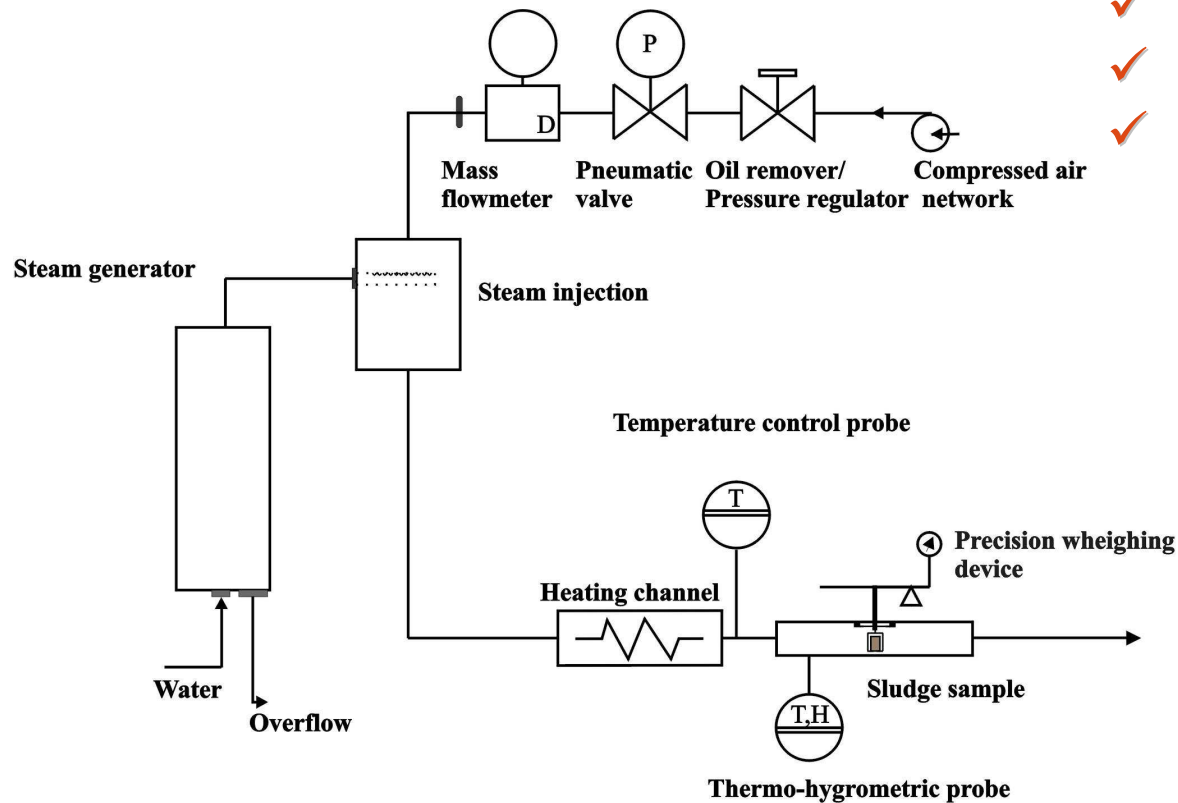 P
D
Mass
flowmeter
Pneumatic
valve
Oil remover/
Pressure regulator
Compressed air
network
Steam generator
Steam injection
Temperature control probe
T
Precision wheighing
device
Heating channel
Water
Overflow
Sludge sample
T,H
Thermo-hygrometric probe